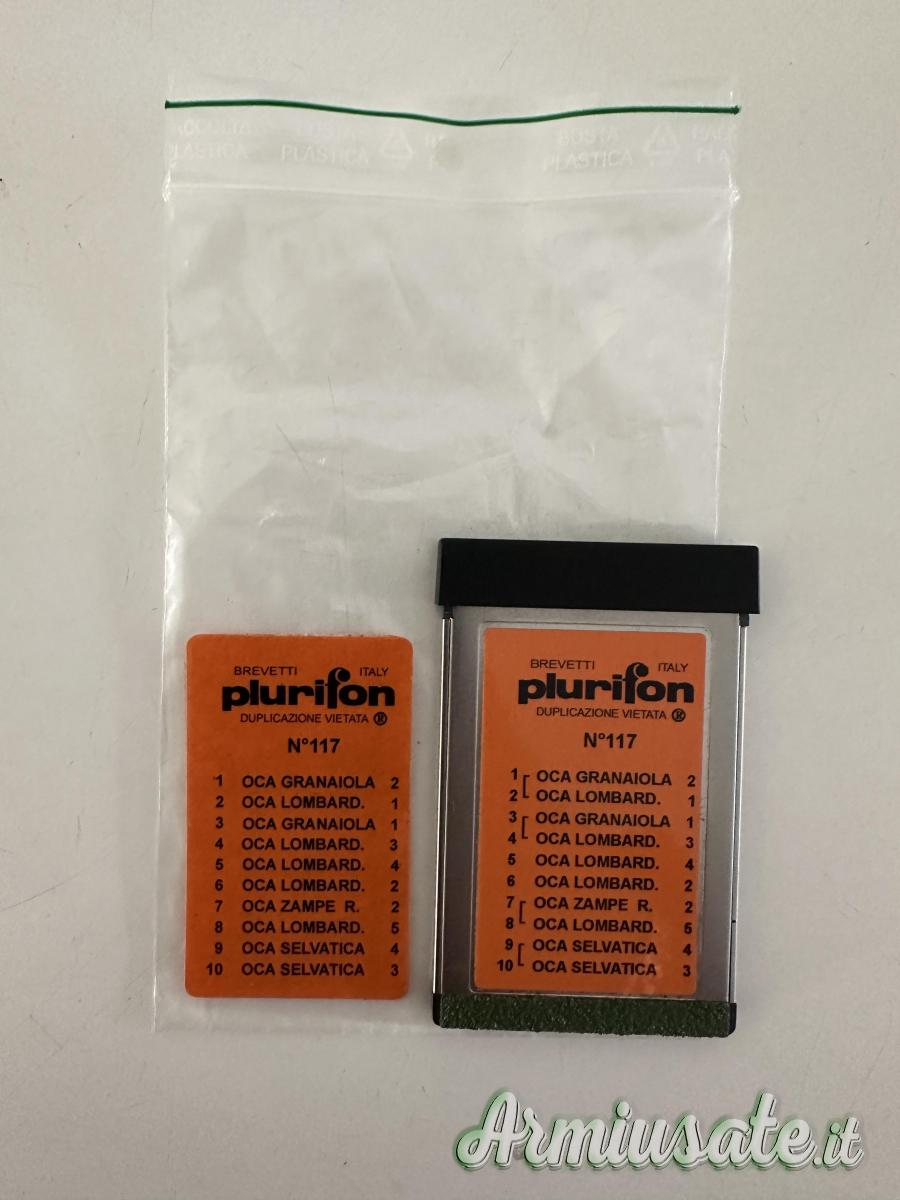 RACCOLTA BUSTA BUSTA
PLASTICA PLASTICA PLASTICA
BREVETTI ITALY
plurifon
DUPLICAZIONE VIETATA ®
N°117
1 OCA GRANAIOLA 2
2 OCA LOMBARD. 1
3 OCA GRANAIOLA 1
4 OCA LOMBARD. 3
5 OCA LOMBARD. 4
6 OCA LOMBARD. 2
7 OCA ZAMPE R. 2
8 OCA LOMBARD. 5
9 OCA SELVATICA 4
10 OCA SELVATICA 3
BREVETTI ITALY
plurifon
DUPLICAZIONE VIETATA ®
N°117
1 OCA GRANAIOLA 2
2 OCA LOMBARD. 1
3 OCA GRANAIOLA 1
4 OCA LOMBARD. 3
5 OCA LOMBARD. 4
6 OCA LOMBARD. 2
7 OCA ZAMPE R. 2
8 OCA LOMBARD. 5
9 OCA SELVATICA 4
10 OCA SELVATICA 3
Armiusate.it